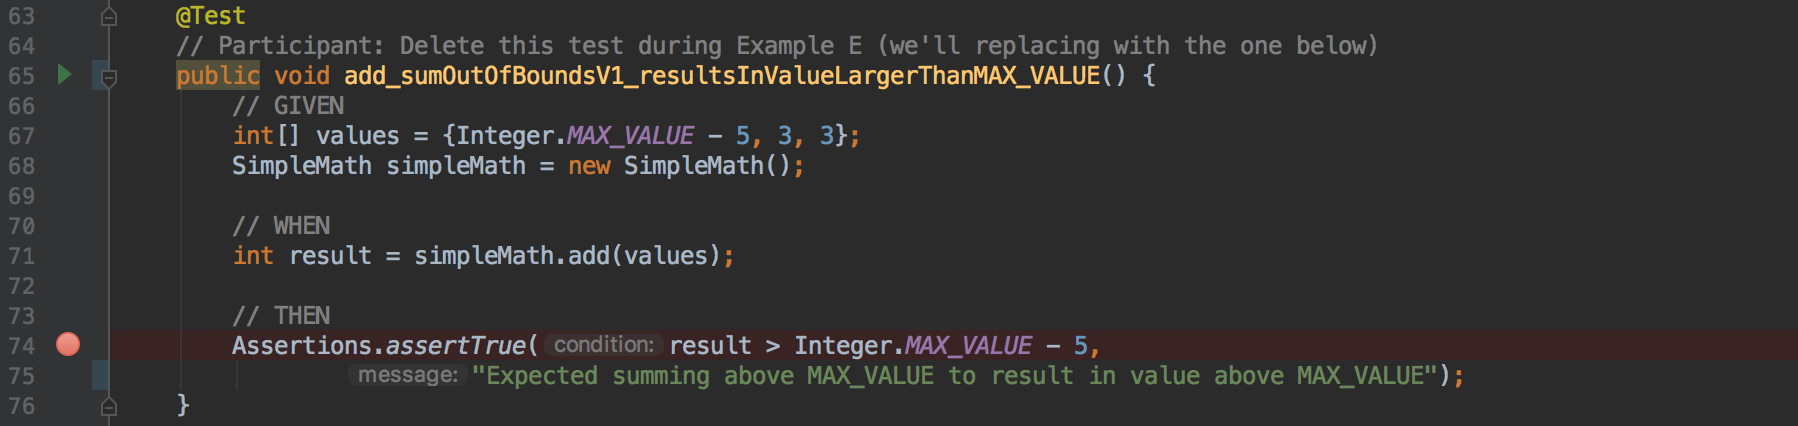 63 @Test
64 // Participant: Delete this test during Example E (we'll replacing with the one below)
65 public void add_sumOutOfBoundsV1_resultsInValueLargerThanMAX_VALUE() {
66 // GIVEN
67 int[] values = {Integer.MAX_VALUE - 5, 3, 3};
68 SimpleMath simpleMath = new SimpleMath();
69
70 // WHEN
71 int result = simpleMath.add(values);
72
73 // THEN
74 Assertions.assertTrue( condition: result > Integer.MAX_VALUE - 5,
75 message: "Expected summing above MAX_VALUE to result in value above MAX_VALUE");
76 }